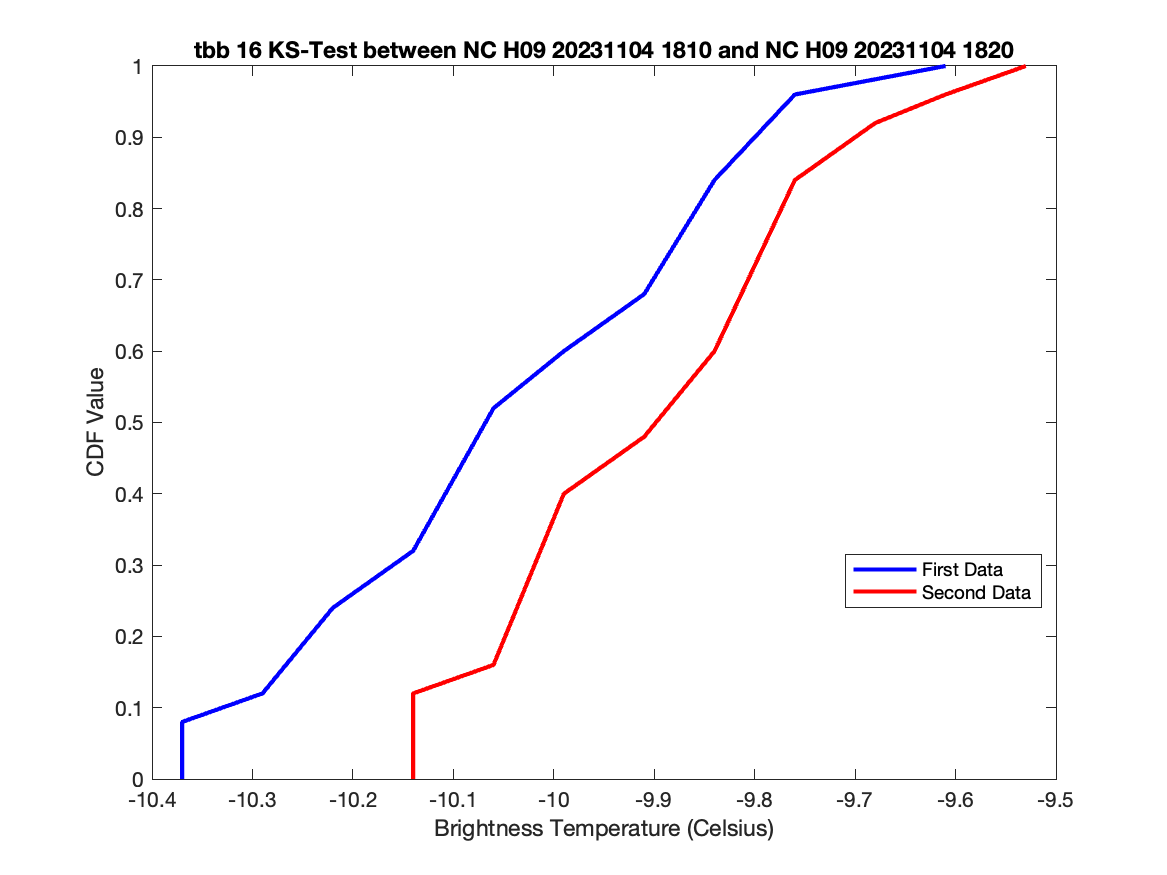 tbb 16 KS-Test between NC H09 20231104 1810 and NC H09 20231104 1820
1
0.9
0.8
0.7
0.6
0.5
0.4
0.3
0.2
0.1
0
CDF Value
First Data
Second Data
-10.4 -10.3 -10.2 -10.1 -10 -9.9 -9.8 -9.7 -9.6 -9.5
Brightness Temperature (Celsius)